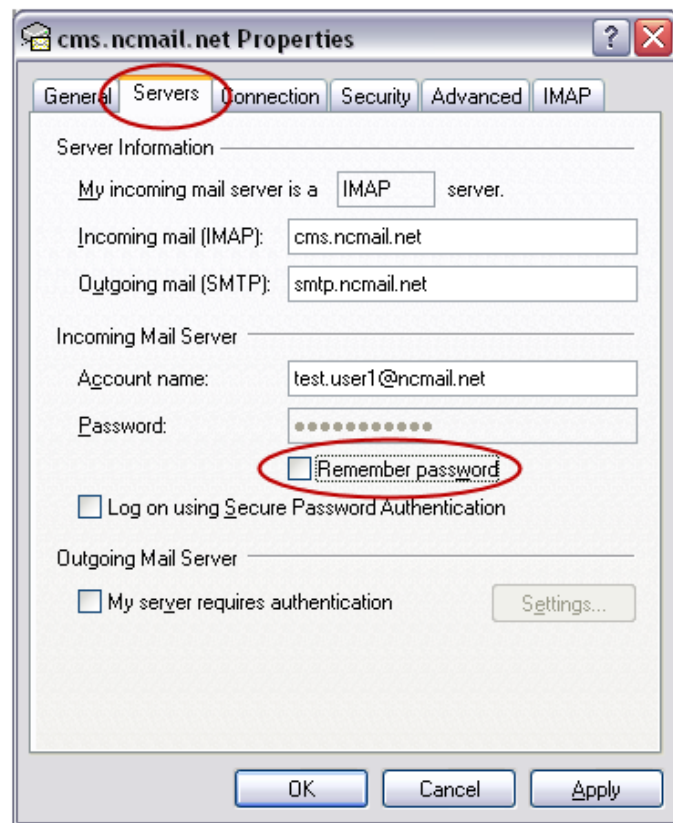 cms.ncmail.net Properties
General Servers Connection Security Advanced IMAP
Server Information
My incoming mail server is a IMAP server.
Incoming mail (IMAP): cms.ncmail.net
Outgoing mail (SMTP): smtp.ncmail.net
Incoming Mail Server
Account name: test.user1@ncmail.net
Password: ●●●●●●●●●●●
Remember password
Log on using Secure Password Authentication
Outgoing Mail Server
My server requires authentication Settings...
OK Cancel Apply